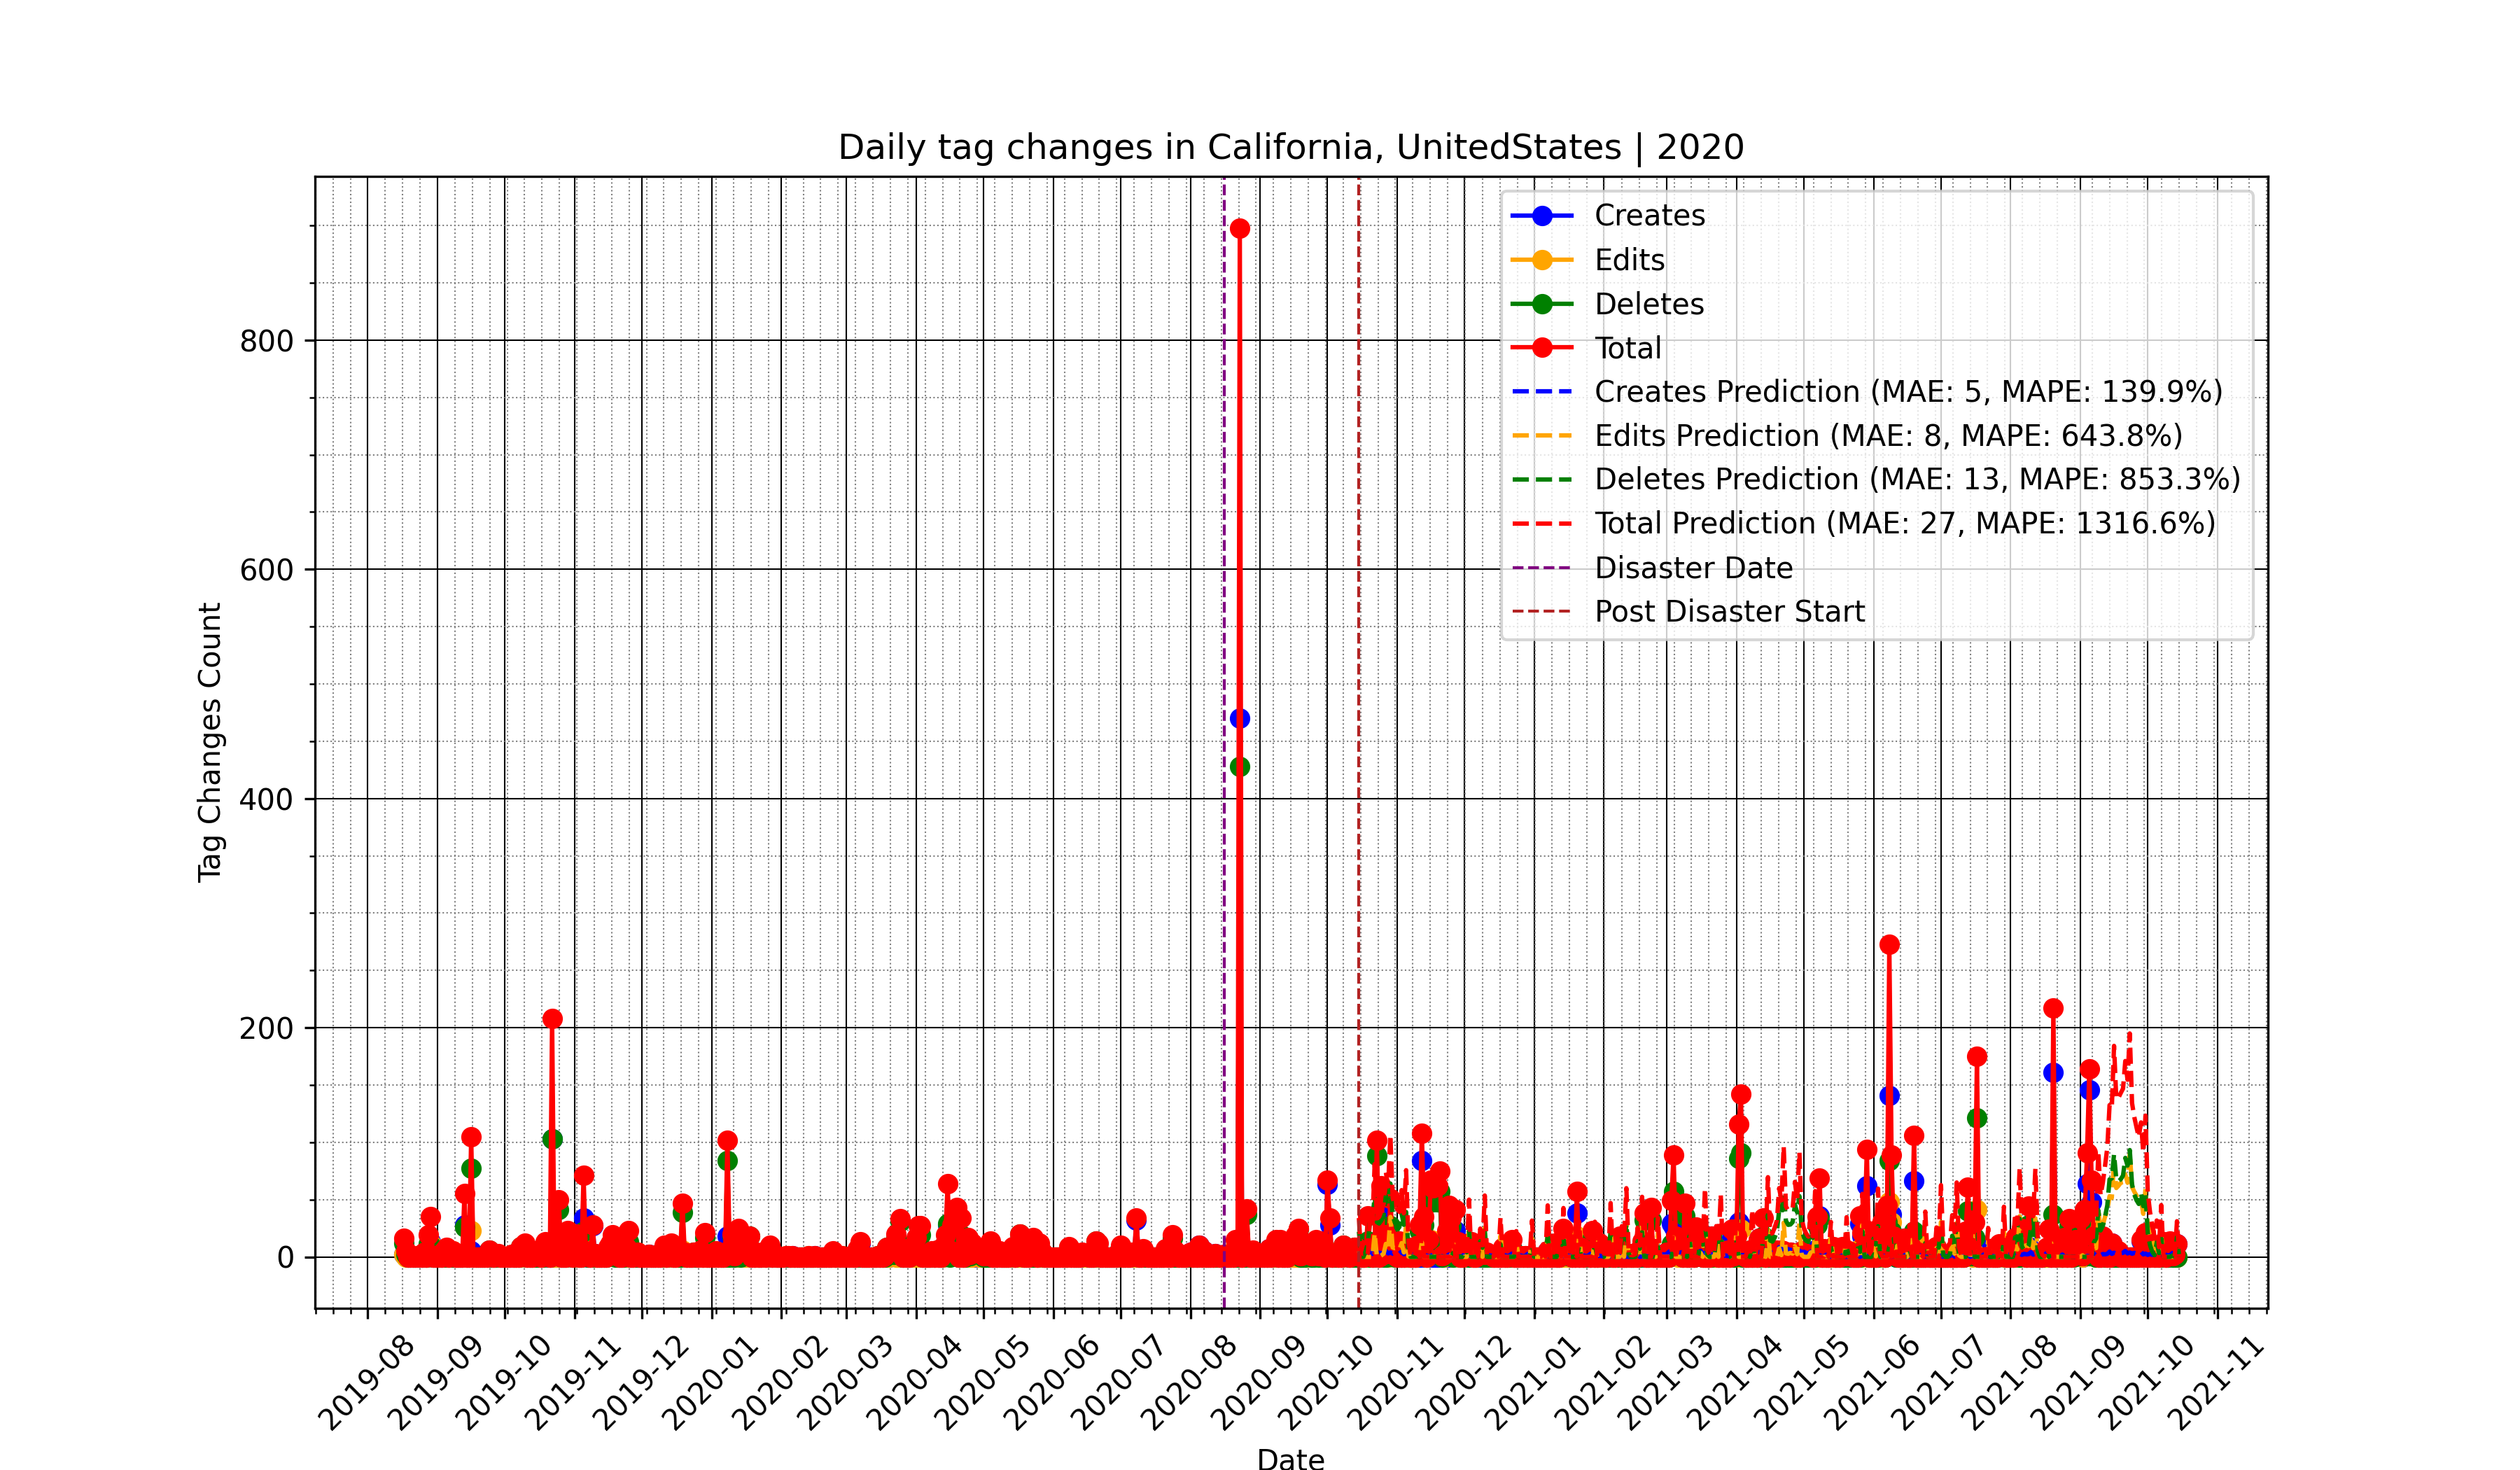 Daily tag changes in California, UnitedStates | 2020
Tag Changes Count
800
600
400
200
0
Creates
Edits
Deletes
Total
Creates Prediction (MAE: 5, MAPE: 139.9%)
Edits Prediction (MAE: 8, MAPE: 643.8%)
Deletes Prediction (MAE: 13, MAPE: 853.3%)
Total Prediction (MAE: 27, MAPE: 1316.6%)
Disaster Date
Post Disaster Start
2019-08
2019-09
2019-10
2019-11
2019-12
2020-01
2020-02
2020-03
2020-04
2020-05
2020-06
2020-07
2020-08
2020-09
2020-10
2020-11
2020-12
2021-01
2021-02
2021-03
2021-04
2021-05
2021-06
2021-07
2021-08
2021-09
2021-10
2021-11
Date